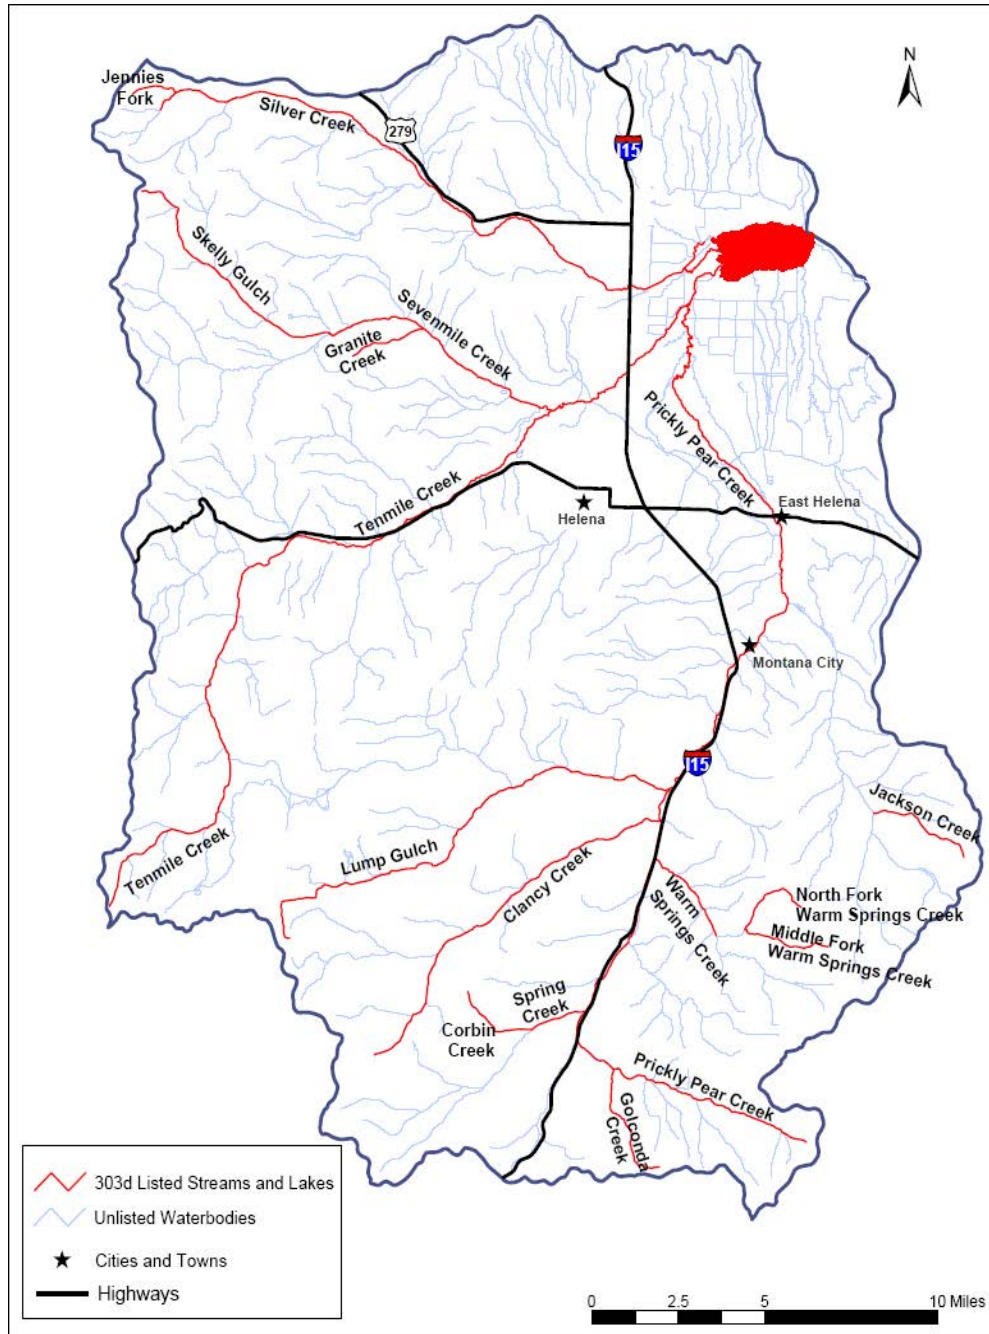 N
Jennies
Fork
Silver Creek
279
I15
Skelly Gulch
Sevenmile Creek
Granite
Creek
Prickly Pear Creek
Tenmile Creek
East Helena
Helena
Montana City
I15
Jackson Creek
Tenmile Creek
Lump Gulch
Clancy Creek
Warm
Springs Creek
North Fork
Warm Springs Creek
Middle Fork
Warm Springs Creek
Spring
Creek
Corbin
Creek
Prickly Pear Creek
Golconda
Creek
303d Listed Streams and Lakes
Unlisted Waterbodies
Cities and Towns
Highways
0 2.5 5 10 Miles